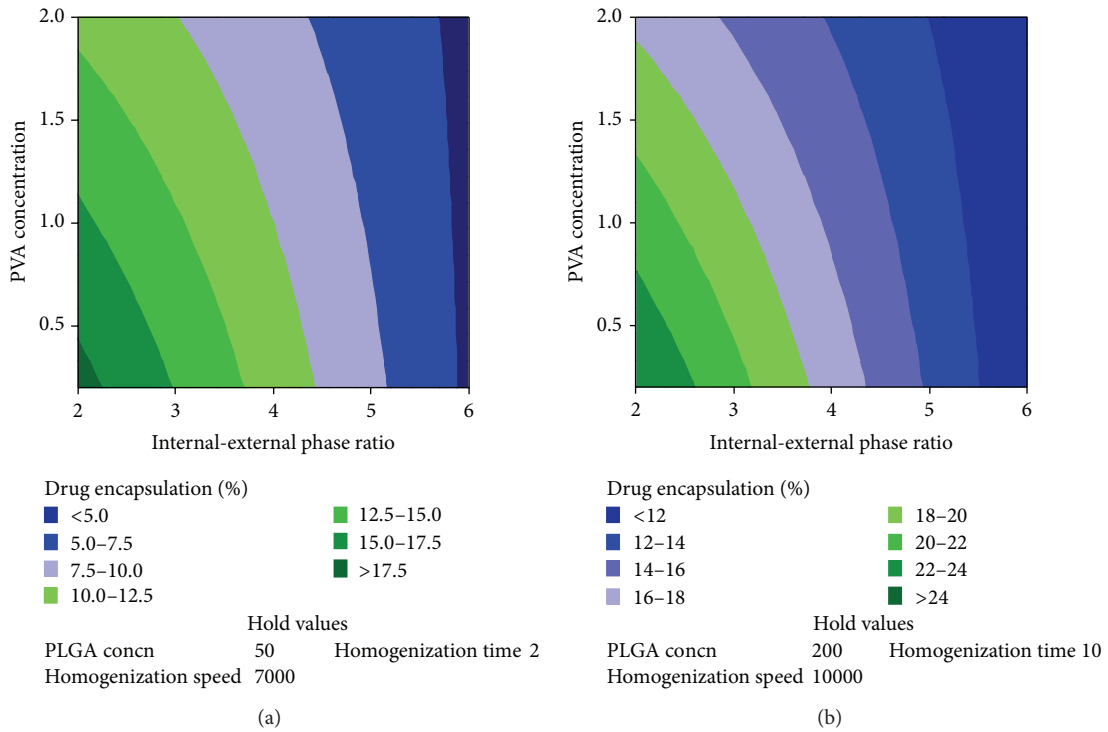 2.0
1.5
1.0
0.5
PVA concentration
2 3 4 5 6
Internal-external phase ratio
Drug encapsulation (%)
<5.0
5.0–7.5
7.5–10.0
10.0–12.5
12.5–15.0
15.0–17.5
>17.5
Hold values
PLGA concn 50 Homogenization time 2
Homogenization speed 7000
(a)
2.0
1.5
1.0
0.5
PVA concentration
2 3 4 5 6
Internal-external phase ratio
Drug encapsulation (%)
<12
12–14
14–16
16–18
18–20
20–22
22–24
>24
Hold values
PLGA concn 200 Homogenization time 10
Homogenization speed 10000
(b)